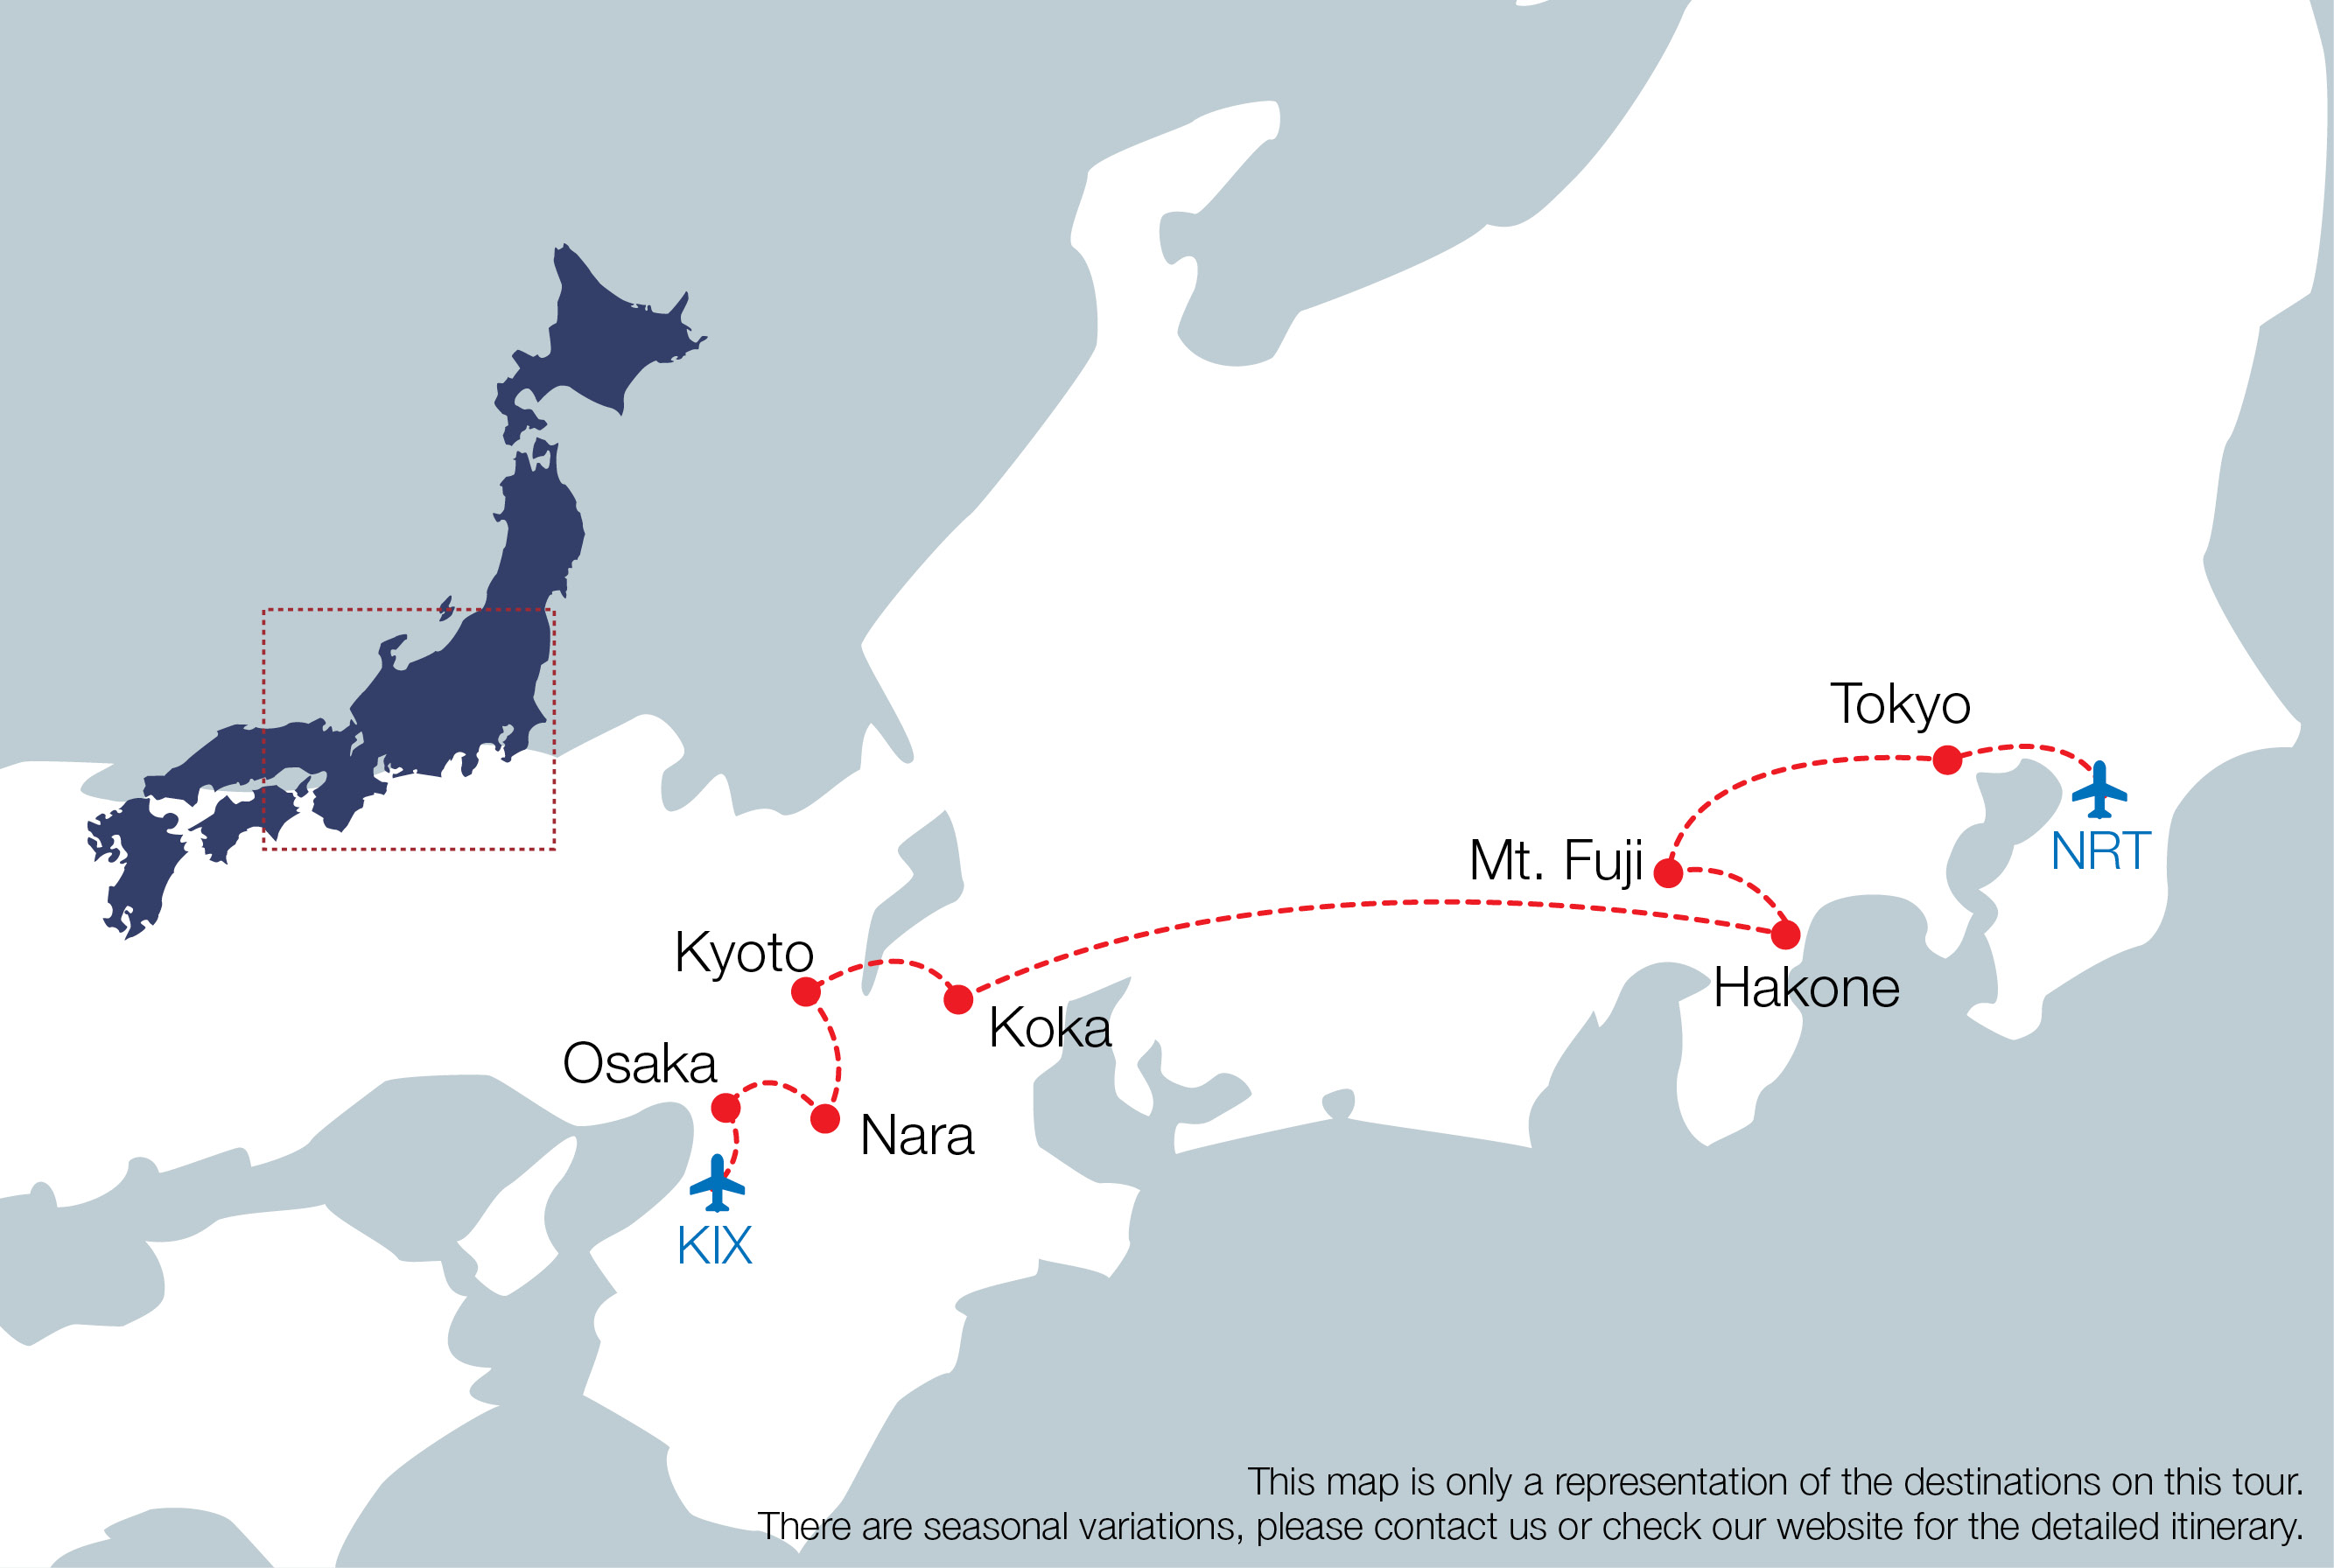 Tokyo
NRT
Mt. Fuji
Hakone
Kyoto
Koka
Osaka
Nara
KIX
This map is only a representation of the destinations on this tour.
There are seasonal variations, please contact us or check our website for the detailed itinerary.